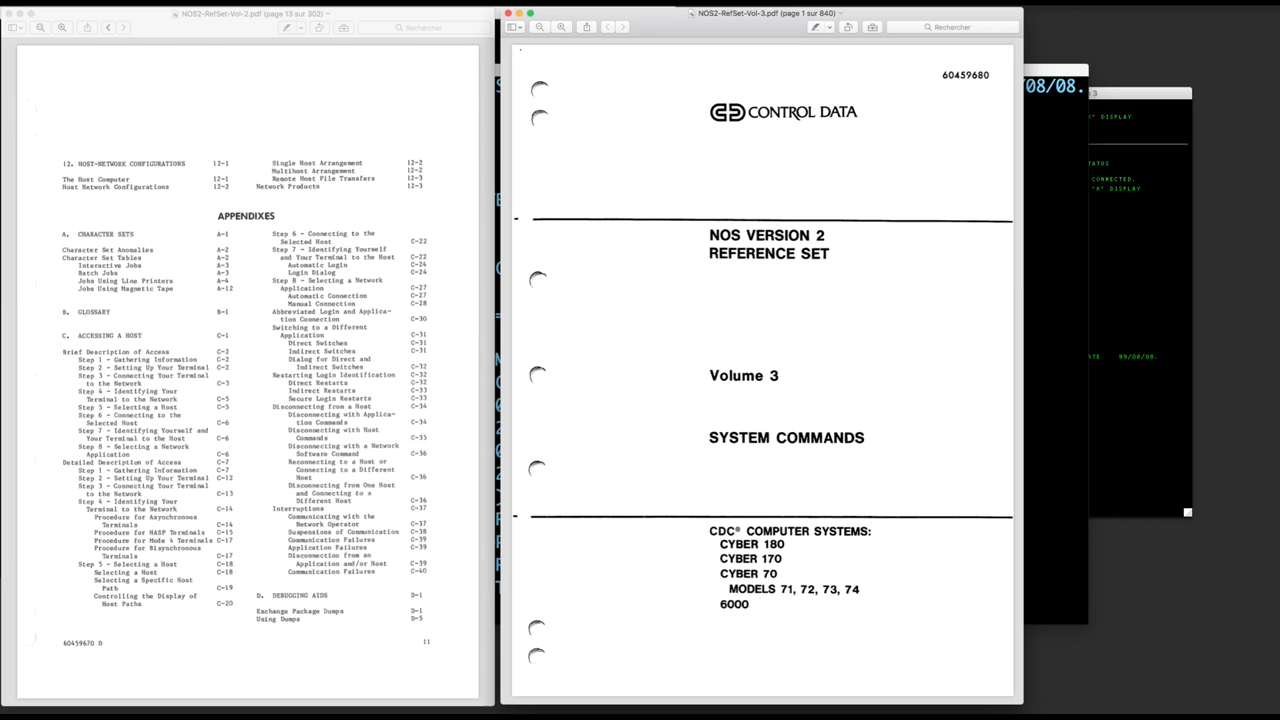 NOS2-RefSet-Vol-2.pdf (page 13 sur 302)
Rechercher
12. HOST-NETWORK CONFIGURATIONS 12-1
The Host Computer 12-1
Host Network Configurations 12-2
Single Host Arrangement 12-2
Multihost Arrangement 12-2
Remote Host File Transfers 12-3
Network Products 12-3
APPENDIXES
A. CHARACTER SETS A-1
Character Set Anomalies A-2
Character Set Tables A-2
Interactive Jobs A-3
Batch Jobs A-3
Jobs Using Line Printers A-4
Jobs Using Magnetic Tape A-12
B. GLOSSARY B-1
C. ACCESSING A HOST C-1
Brief Description of Access C-2
Step 1 - Gathering Information C-2
Step 2 - Setting Up Your Terminal C-2
Step 3 - Connecting Your Terminal
to the Network C-3
Step 4 - Identifying Your
Terminal to the Network C-5
Step 5 - Selecting a Host C-5
Step 6 - Connecting to the
Selected Host C-6
Step 7 - Identifying Yourself and
Your Terminal to the Host C-6
Step 8 - Selecting a Network
Application C-6
Detailed Description of Access C-7
Step 1 - Gathering Information C-7
Step 2 - Setting Up Your Terminal C-12
Step 3 - Connecting Your Terminal
to the Network C-13
Step 4 - Identifying Your
Terminal to the Network C-14
Procedure for Asynchronous
Terminals C-14
Procedure for HASP Terminals C-15
Procedure for Mode 4 Terminals C-17
Procedure for Bisynchronous
Terminals C-17
Step 5 - Selecting a Host C-18
Selecting a Host C-18
Selecting a Specific Host
Path C-19
Controlling the Display of
Host Paths C-20
Step 6 - Connecting to the
Selected Host C-22
Step 7 - Identifying Yourself
and Your Terminal to the Host C-22
Automatic Login C-24
Login Dialog C-24
Step 8 - Selecting a Network
Application C-27
Automatic Connection C-27
Manual Connection C-28
Abbreviated Login and Applica-
tion Connection C-30
Switching to a Different
Application C-31
Direct Switches C-31
Indirect Switches C-31
Dialog for Direct and
Indirect Switches C-32
Restarting Login Identification C-32
Direct Restarts C-32
Indirect Restarts C-33
Secure Login Restarts C-33
Disconnecting from a Host C-34
Disconnecting with Applica-
tion Commands C-34
Disconnecting with Host
Commands C-35
Disconnecting with a Network
Software Command C-36
Reconnecting to a Host or
Connecting to a Different
Host C-36
Disconnecting from One Host
and Connecting to a
Different Host C-36
Interruptions C-37
Communicating with the
Network Operator C-37
Suspensions of Communication C-38
Communication Failures C-39
Application Failures C-39
Disconnection from an
Application and/or Host C-39
Communication Failures C-40
D. DEBUGGING AIDS D-1
Exchange Package Dumps D-1
Using Dumps D-5
60459670 D 11
NOS2-RefSet-Vol-3.pdf (page 1 sur 840)
Rechercher
60459680
CONTROL DATA
NOS VERSION 2
REFERENCE SET
Volume 3
SYSTEM COMMANDS
CDC® COMPUTER SYSTEMS:
CYBER 180
CYBER 170
CYBER 70
MODELS 71, 72, 73, 74
6000
/08/08.
3
" DISPLAY
CONNECTED.
"K" DISPLAY
99/08/08.